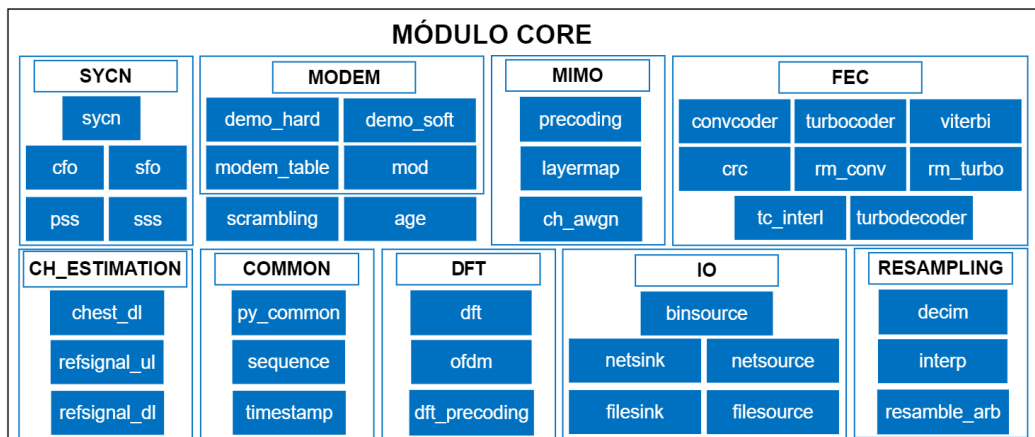 MÓDULO CORE
SYCN
sycn
cfo
sfo
pss
sss
MODEM
demo_hard
demo_soft
modem_table
mod
scrambling
age
MIMO
precoding
layermap
ch_awgn
FEC
convcoder
turbocoder
viterbi
crc
rm_conv
rm_turbo
tc_interl
turbodecoder
CH_ESTIMATION
chest_dl
refsignal_ul
refsignal_dl
COMMON
py_common
sequence
timestamp
DFT
dft
ofdm
dft_precoding
IO
binsource
netsink
netsource
filesink
filesource
RESAMPLING
decim
interp
resamble_arb